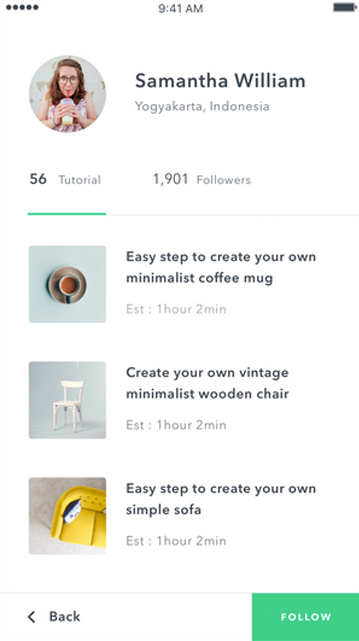 9:41 AM
Samantha William
Yogyakarta, Indonesia
56 Tutorial 1,901 Followers
Easy step to create your own
minimalist coffee mug
Est : 1hour 2min
Create your own vintage
minimalist wooden chair
Est : 1hour 2min
Easy step to create your own
simple sofa
Est : 1hour 2min
Back FOLLOW